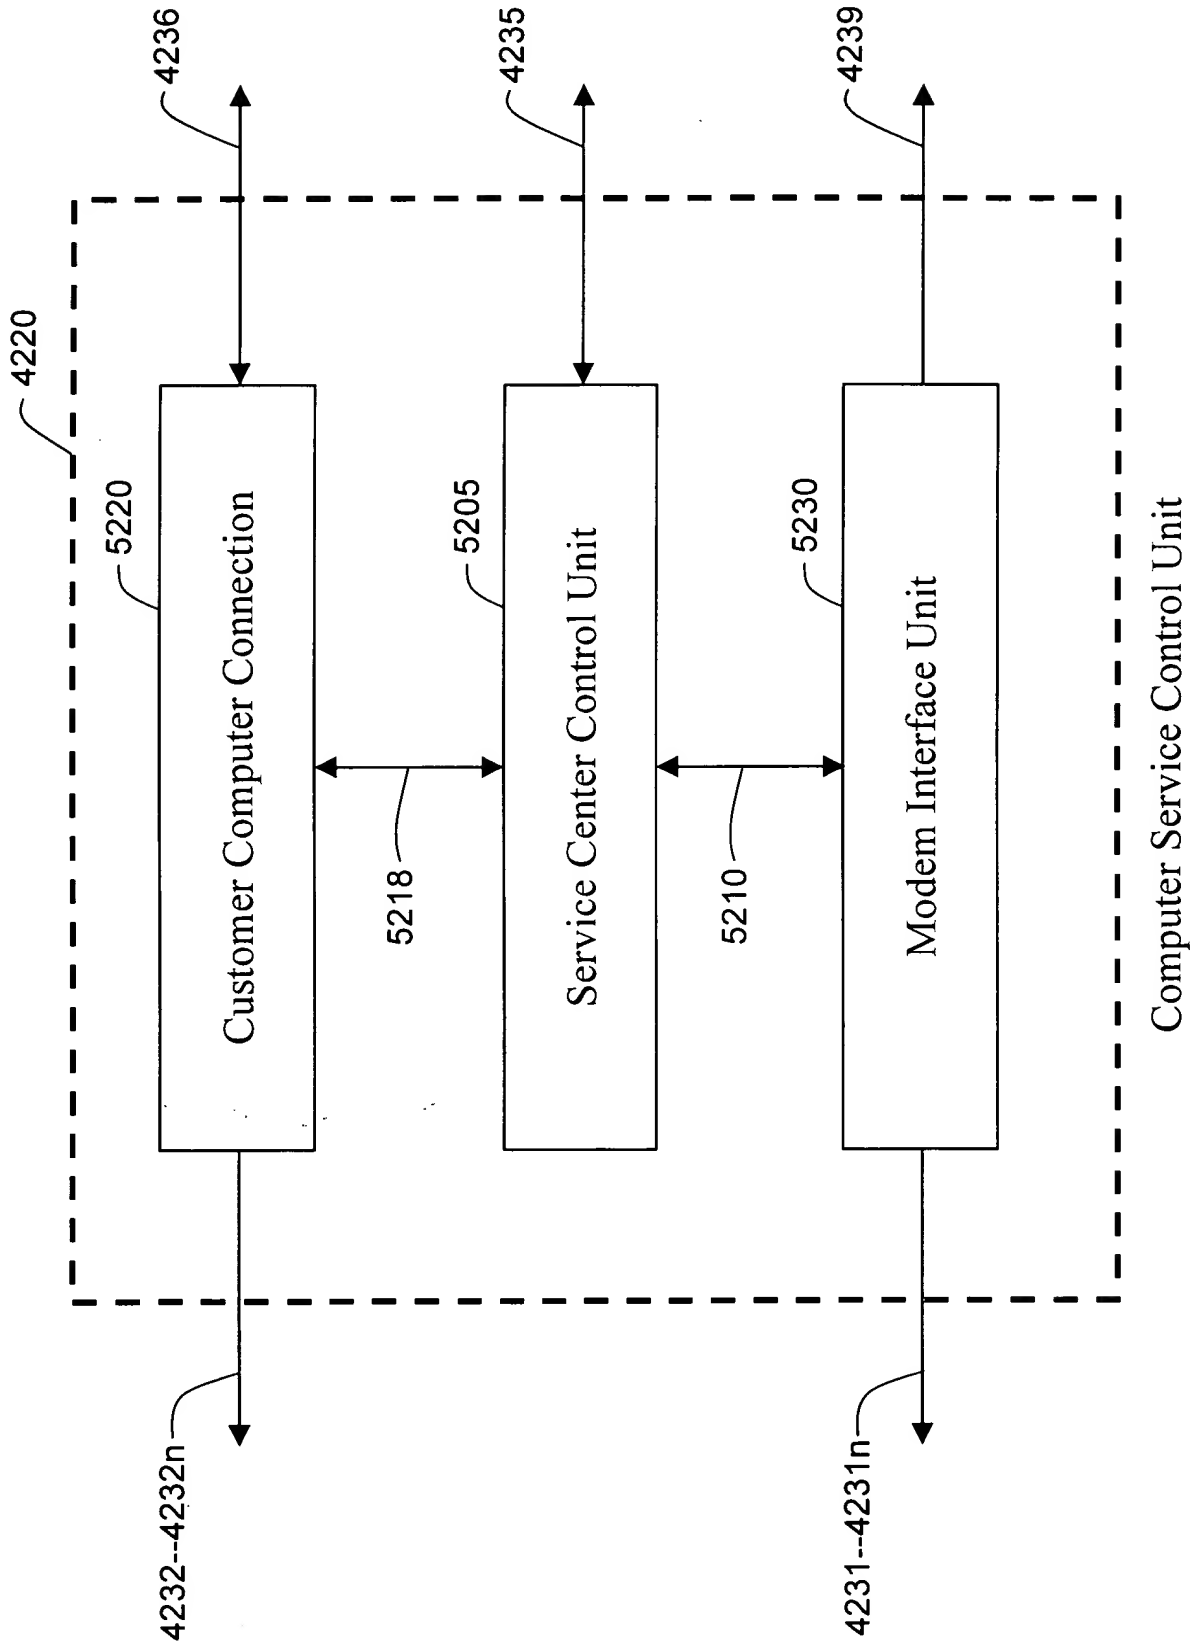 4220
5220
4236
Customer Computer Connection
4232--4232n
5218
5205
4235
Service Center Control Unit
5210
5230
4239
Modem Interface Unit
4231--4231n
Computer Service Control Unit